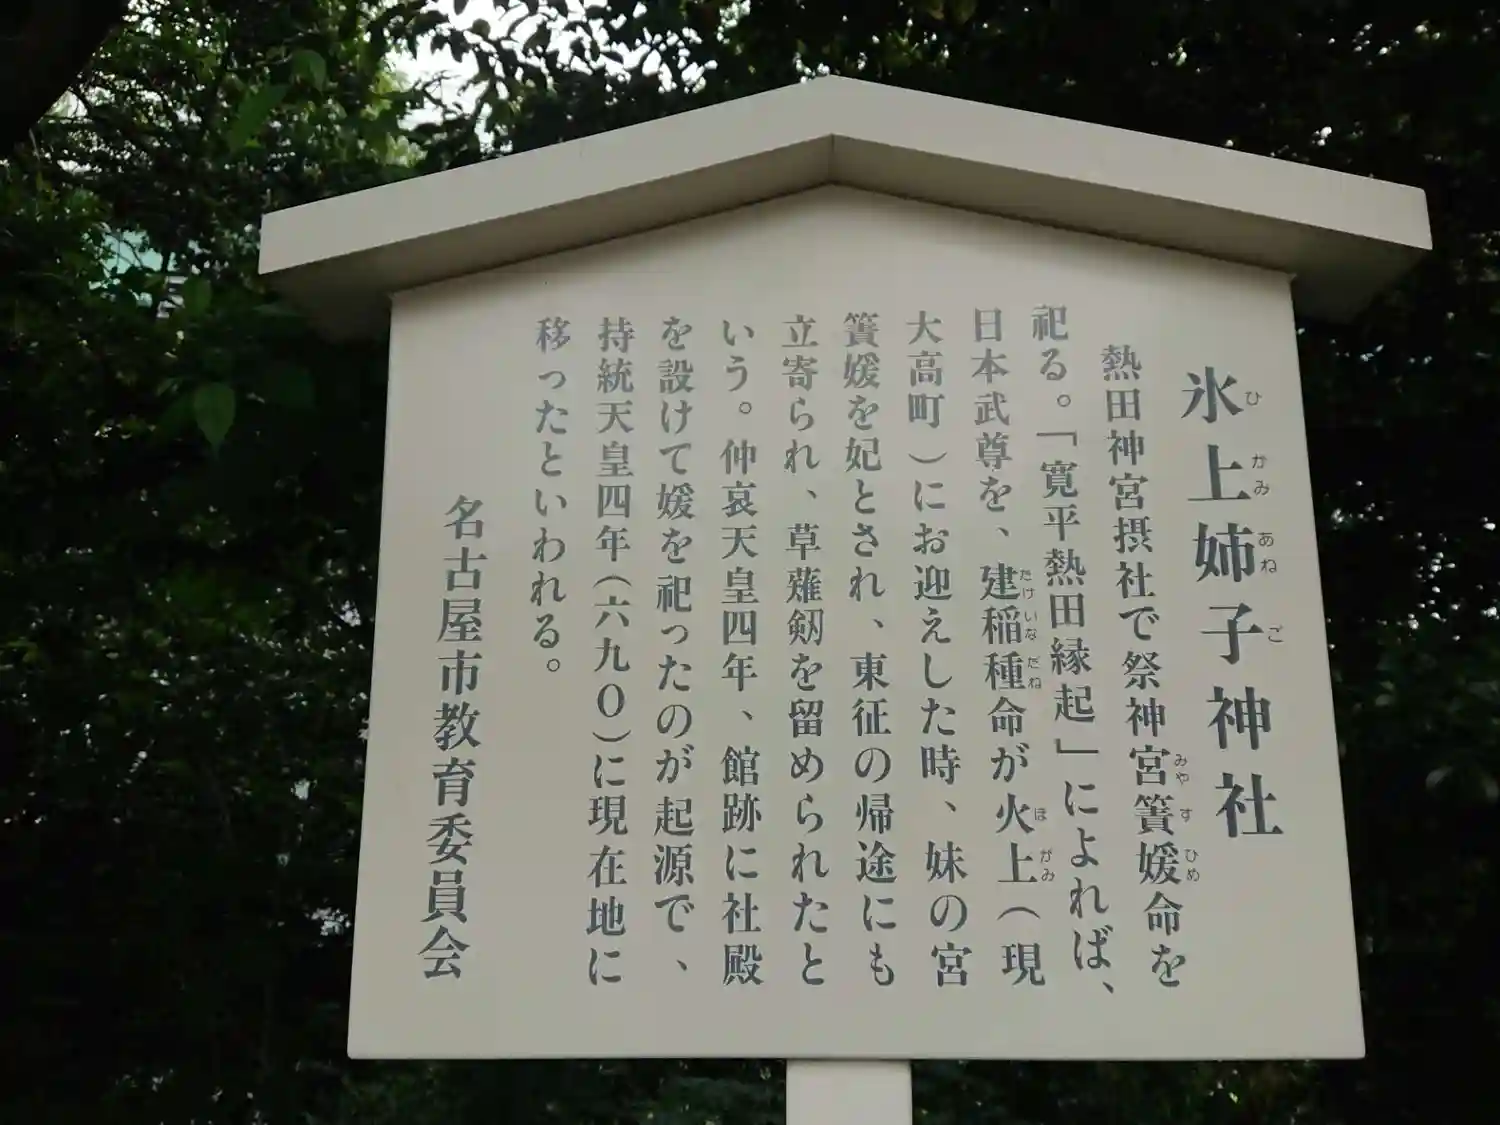 氷上姉子神社
熱田神宮摂社で祭神宮簀媛命を
祀る。「寛平熱田縁起」によれば、
日本武尊を、建稲種命が火上（現
大高町）にお迎えした時、妹の宮
簀媛を妃とされ、東征の帰途にも
立寄られ、草薙剱を留められたと
いう。仲哀天皇四年、館跡に社殿
を設けて媛を祀ったのが起源で、
持統天皇四年（六九〇）に現在地に
移ったといわれる。
名古屋市教育委員会